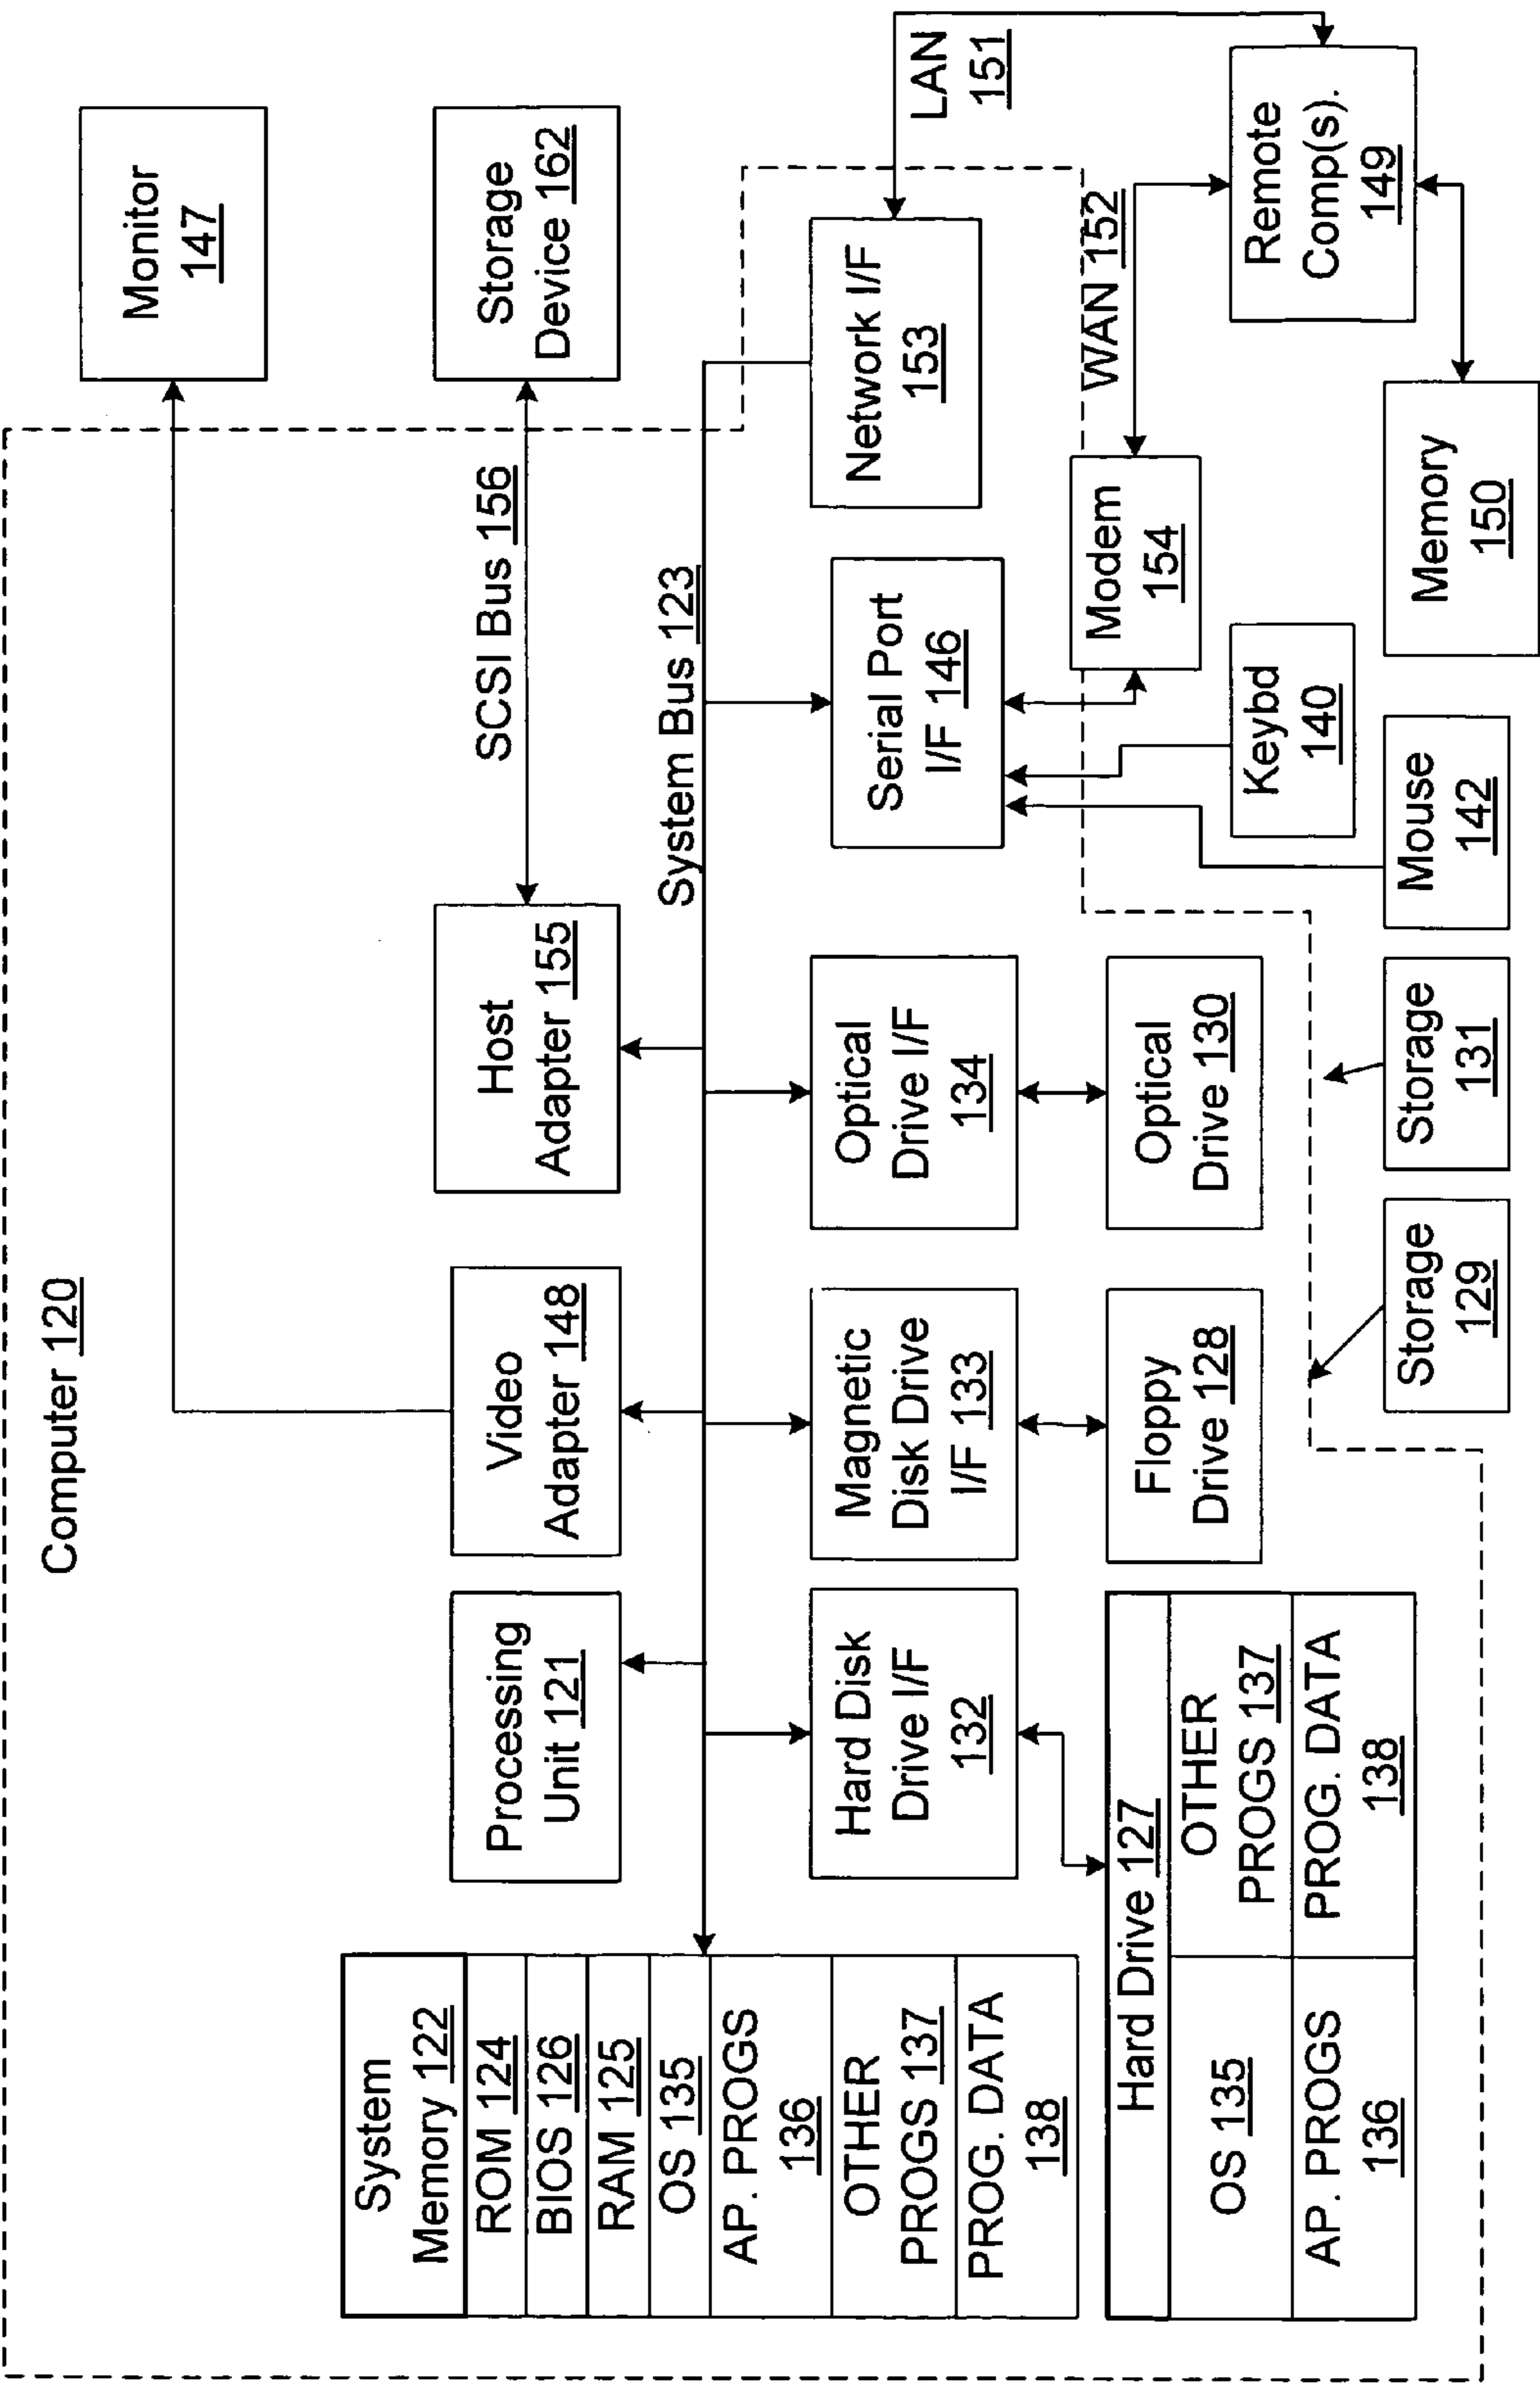 Computer 120
Monitor
147
System
Memory 122
ROM 124
BIOS 126
RAM 125
OS 135
AP. PROGS
136
OTHER
PROGS 137
PROG. DATA
138
Processing
Unit 121
Video
Adapter 148
Host
Adapter 155
SCSI Bus 156
Storage
Device 162
System Bus 123
Hard Disk
Drive I/F
132
Magnetic
Disk Drive
I/F 133
Optical
Drive I/F
134
Serial Port
I/F 146
Network I/F
153
LAN
151
Hard Drive 127
OS 135
OTHER
PROGS 137
AP. PROGS
136
PROG. DATA
138
Floppy
Drive 128
Optical
Drive 130
Modem
154
WAN 152
Storage
129
Storage
131
Mouse
142
Keybd
140
Memory
150
Remote
Comp(s).
149